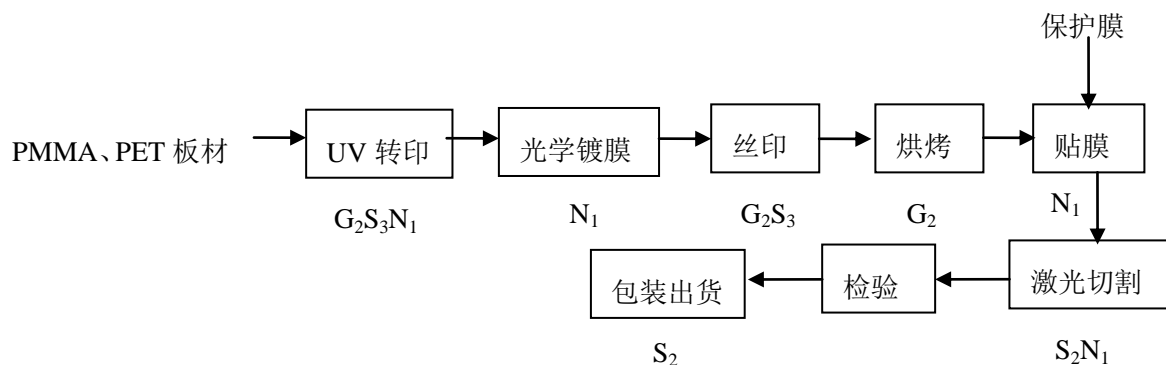 保护膜
PMMA、PET 板材
UV 转印
光学镀膜
丝印
烘烤
贴膜
G₂S₃N₁
N₁
G₂S₃
G₂
N₁
包装出货
检验
激光切割
S₂
S₂N₁